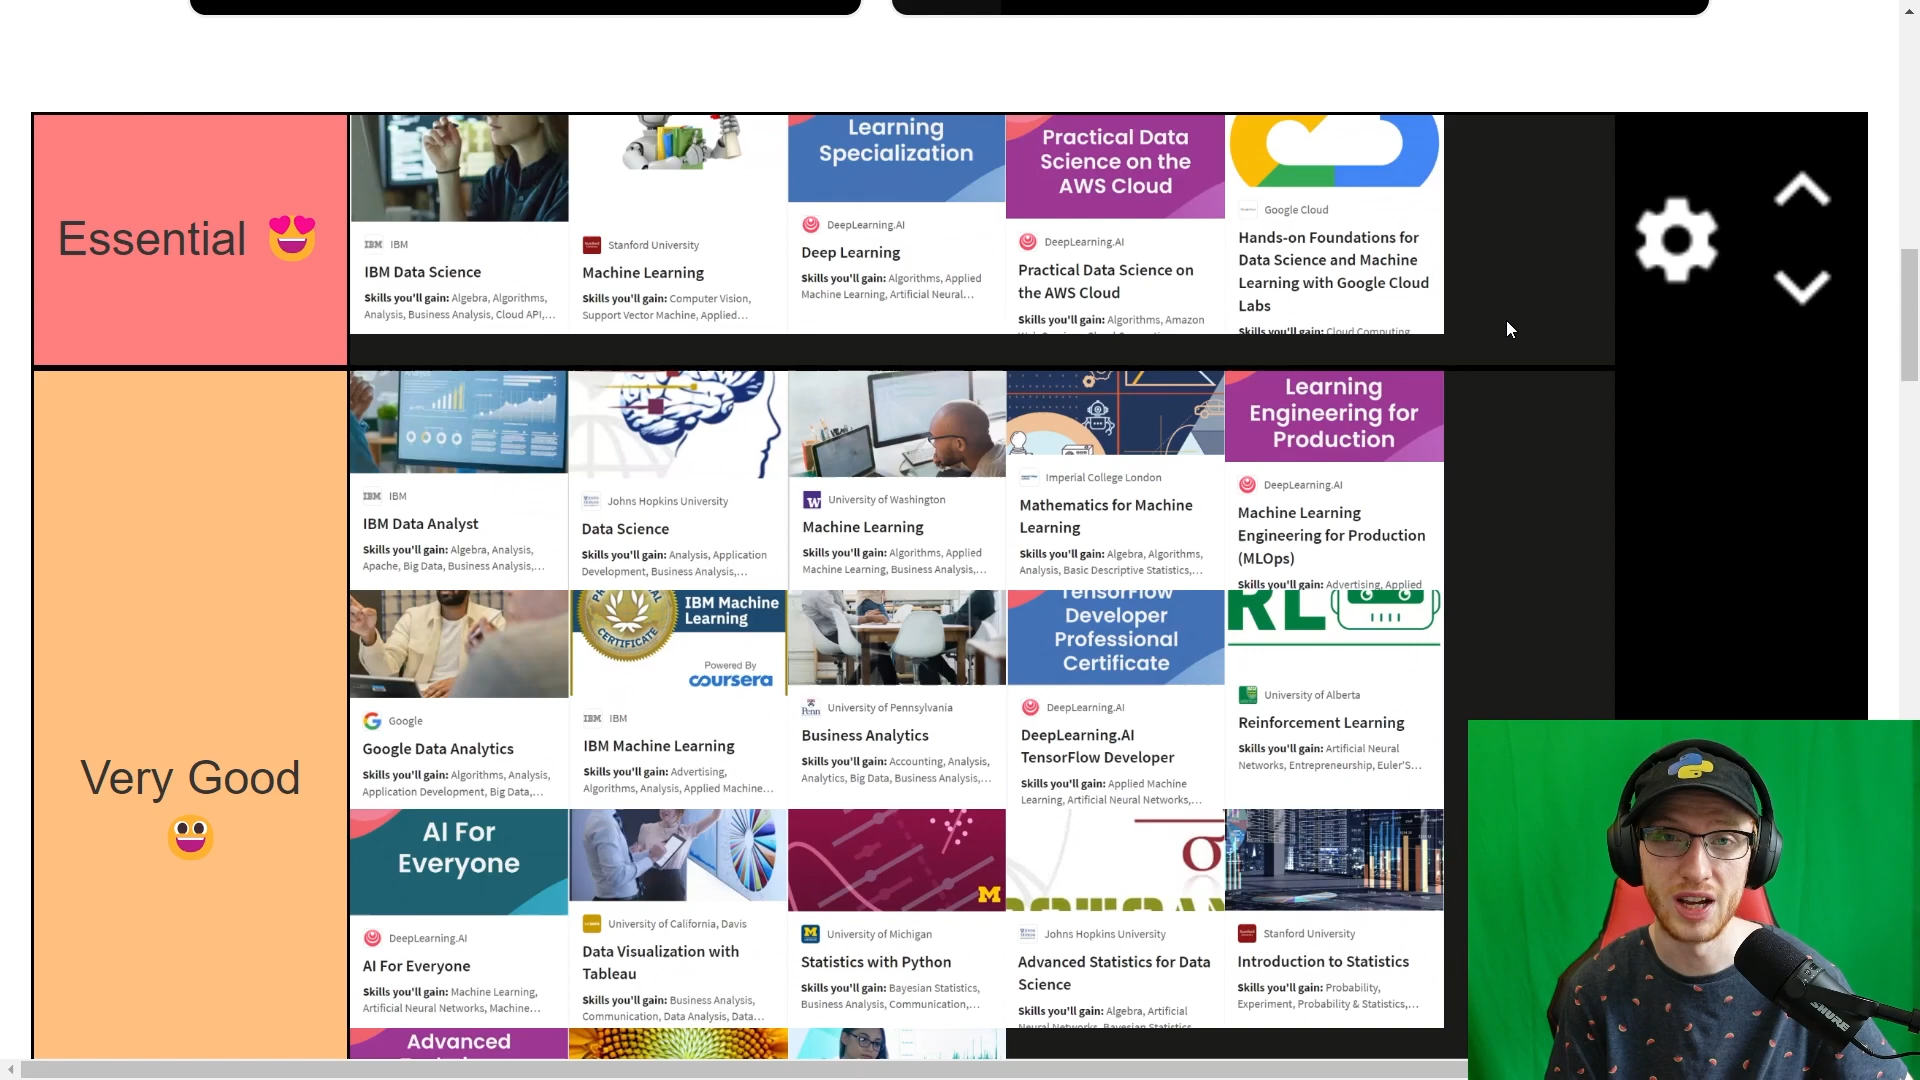 Essential 😍
IBM
IBM Data Science
Skills you'll gain: Algebra, Algorithms,
Analysis, Business Analysis, Cloud API,...
Stanford University
Machine Learning
Skills you'll gain: Computer Vision,
Support Vector Machine, Applied...
Learning
Specialization
DeepLearning.AI
Deep Learning
Skills you'll gain: Algorithms, Applied
Machine Learning, Artificial Neural...
Practical Data
Science on the
AWS Cloud
DeepLearning.AI
Practical Data Science on
the AWS Cloud
Skills you'll gain: Algorithms, Amazon
Google Cloud
Hands-on Foundations for
Data Science and Machine
Learning with Google Cloud
Labs
Skills you'll gain: Cloud Computing
Very Good
😃
IBM
IBM Data Analyst
Skills you'll gain: Algebra, Analysis,
Apache, Big Data, Business Analysis,...
Johns Hopkins University
Data Science
Skills you'll gain: Analysis, Application
Development, Business Analysis,...
W University of Washington
Machine Learning
Skills you'll gain: Algorithms, Applied
Machine Learning, Business Analysis,...
Imperial College London
Mathematics for Machine
Learning
Skills you'll gain: Algebra, Algorithms,
Analysis, Basic Descriptive Statistics,...
Learning
Engineering for
Production
DeepLearning.AI
Machine Learning
Engineering for Production
(MLOps)
Skills you'll gain: Advertising, Applied
G Google
Google Data Analytics
Skills you'll gain: Algorithms, Analysis,
Application Development, Big Data,...
CERTIFICATE
IBM Machine
Learning
Powered By
coursera
IBM
IBM Machine Learning
Skills you'll gain: Advertising,
Algorithms, Analysis, Applied Machine...
Penn University of Pennsylvania
Business Analytics
Skills you'll gain: Accounting, Analysis,
Analytics, Big Data, Business Analysis,...
TensorFlow
Developer
Professional
Certificate
DeepLearning.AI
DeepLearning.AI
TensorFlow Developer
Skills you'll gain: Applied Machine
Learning, Artificial Neural Networks,...
RL
University of Alberta
Reinforcement Learning
Skills you'll gain: Artificial Neural
Networks, Entrepreneurship, Euler'S...
AI For
Everyone
DeepLearning.AI
AI For Everyone
Skills you'll gain: Machine Learning,
Artificial Neural Networks, Machine...
University of California, Davis
Data Visualization with
Tableau
Skills you'll gain: Business Analysis,
Communication, Data Analysis, Data...
M
M University of Michigan
Statistics with Python
Skills you'll gain: Bayesian Statistics,
Business Analysis, Communication,...
σ
Johns Hopkins University
Advanced Statistics for Data
Science
Skills you'll gain: Algebra, Artificial
Neural Networks, Bayesian Statistics
Stanford University
Introduction to Statistics
Skills you'll gain: Probability,
Experiment, Probability & Statistics,...
Advanced
SHURE